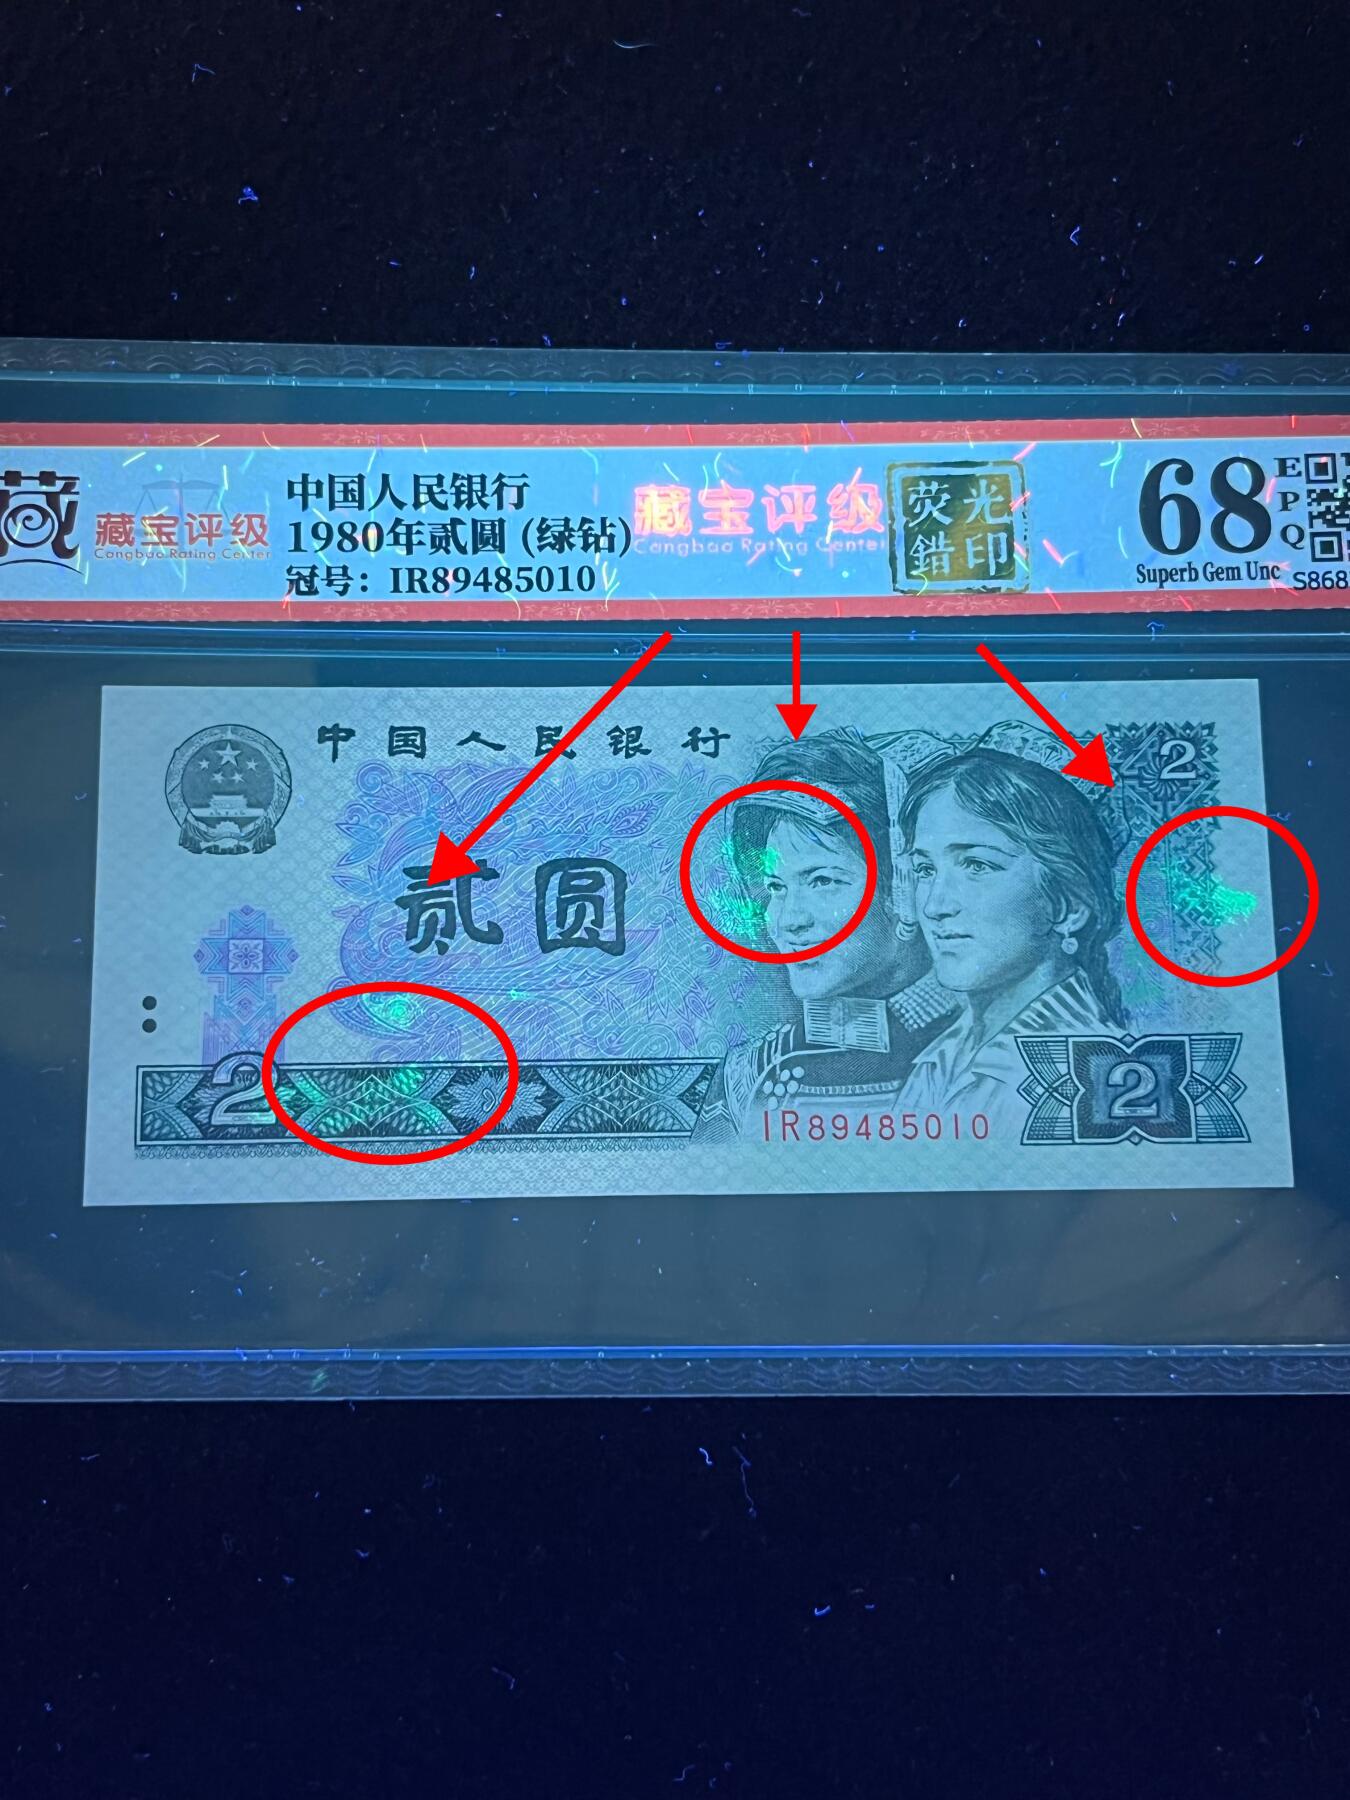 藏
藏宝评级
Cangbao Rating Center
中国人民银行
1980年贰圆 (绿钻)
冠号: IR89485010
藏宝评级
Cangbao Rating Center
荧光
錯印
68
EPQ
Superb Gem Unc
S868
中国人民银行
2
贰圆
2
IR89485010
2